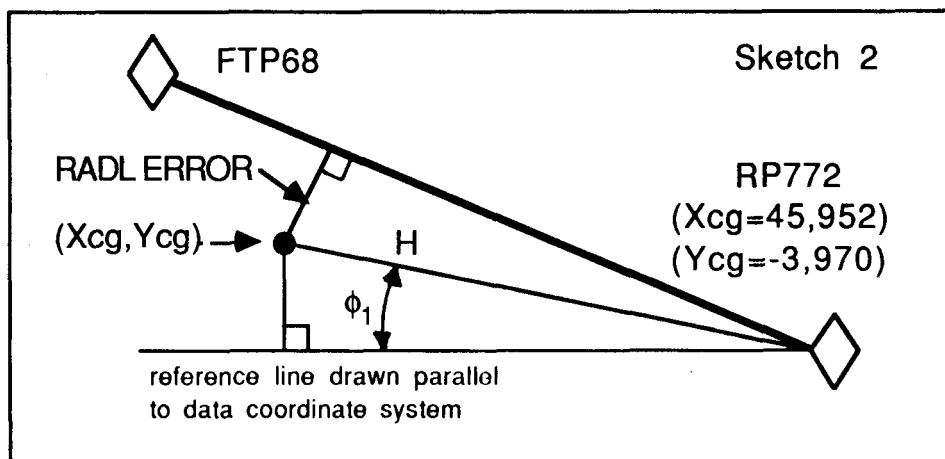 FTP68
Sketch 2
RADL ERROR
RP772
(Xcg=45,952)
(Ycg=-3,970)
(Xcg,Ycg)
H
ϕ1
reference line drawn parallel
to data coordinate system